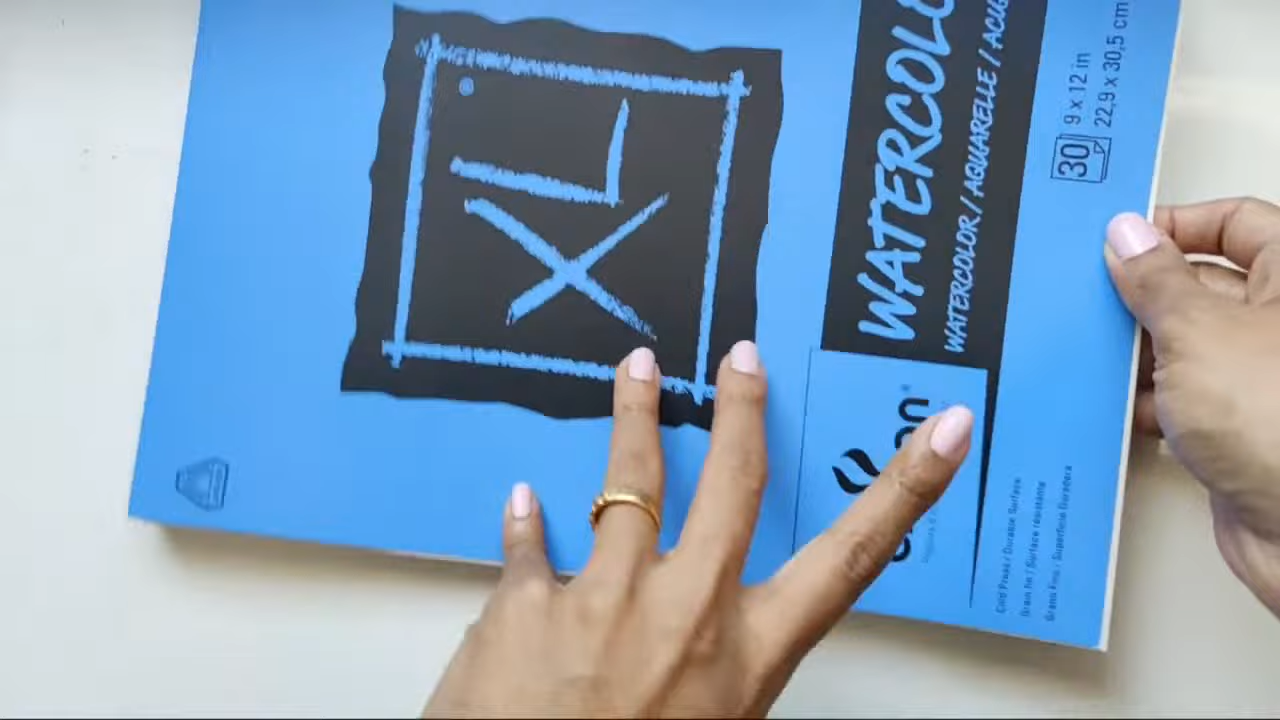 XL
WATERCOL
WATERCOLOR / AQUARELLE /
30
9 x 12 in
22,9 x 30,5 cm
Cold Press / Durable Surface
Grain fin / Surface résistante
Grano Fino / Superficie Duradera